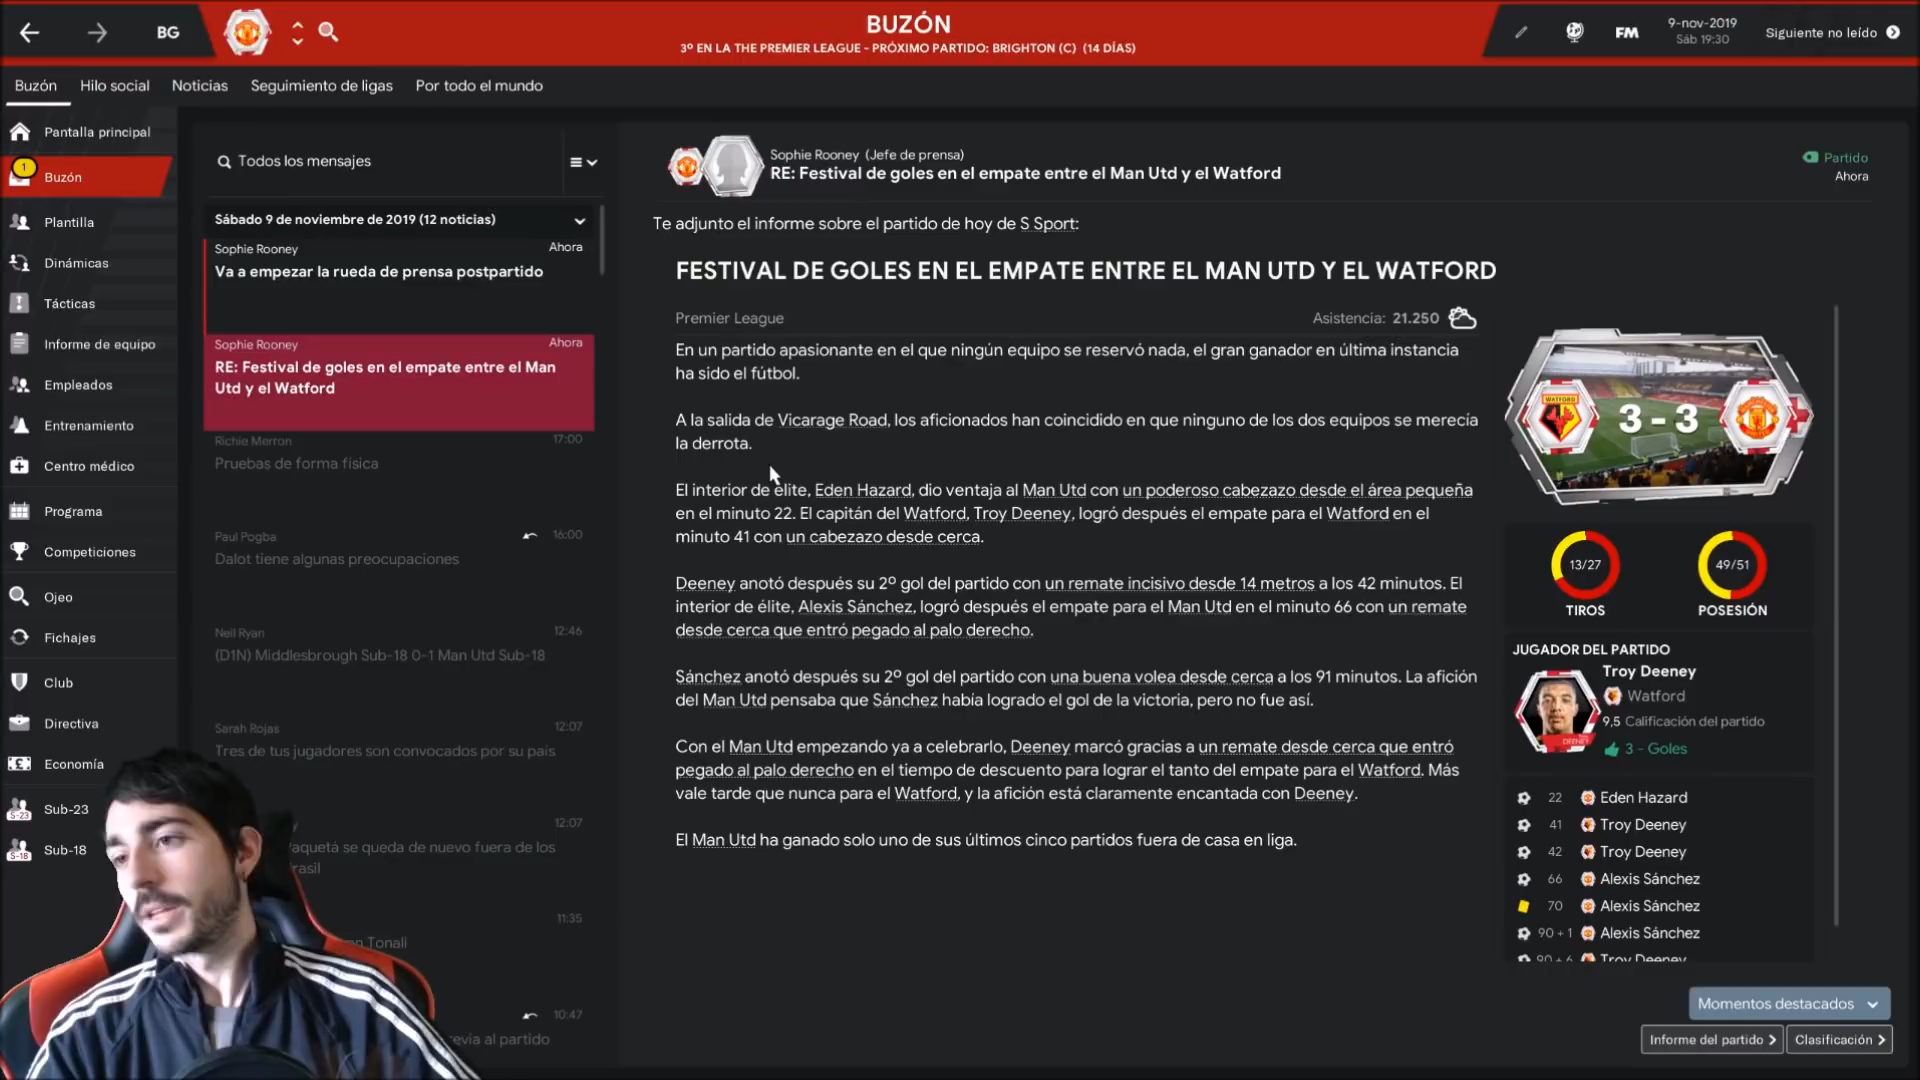 BG
BUZÓN
3º EN LA THE PREMIER LEAGUE - PRÓXIMO PARTIDO: BRIGHTON (C) (14 DÍAS)
FM
9-nov-2019
Sáb 19:30
Siguiente no leído
Buzón
Hilo social
Noticias
Seguimiento de ligas
Por todo el mundo
Pantalla principal
1
Buzón
Plantilla
Dinámicas
Tácticas
Informe de equipo
Empleados
Entrenamiento
Centro médico
Programa
Competiciones
Ojeo
Fichajes
Club
Directiva
Economía
S-23
Sub-23
S-18
Sub-18
Todos los mensajes
Sábado 9 de noviembre de 2019 (12 noticias)
Sophie Rooney
Ahora
Va a empezar la rueda de prensa postpartido
Sophie Rooney
Ahora
RE: Festival de goles en el empate entre el Man
Utd y el Watford
Richie Merron
17:00
Pruebas de forma física
Paul Pogba
16:00
Dalot tiene algunas preocupaciones
Neil Ryan
12:46
(D1N) Middlesbrough Sub-18 0-1 Man Utd Sub-18
Sarah Rojas
12:07
Tres de tus jugadores son convocados por su país
12:07
se queda de nuevo fuera de los
11:35
Tonali
10:47
al partido
Sophie Rooney (Jefe de prensa)
RE: Festival de goles en el empate entre el Man Utd y el Watford
Partido
Ahora
Te adjunto el informe sobre el partido de hoy de S Sport:
FESTIVAL DE GOLES EN EL EMPATE ENTRE EL MAN UTD Y EL WATFORD
Premier League
Asistencia: 21.250
En un partido apasionante en el que ningún equipo se reservó nada, el gran ganador en última instancia
ha sido el fútbol.
A la salida de Vicarage Road, los aficionados han coincidido en que ninguno de los dos equipos se merecía
la derrota.
El interior de élite, Eden Hazard, dio ventaja al Man Utd con un poderoso cabezazo desde el área pequeña
en el minuto 22. El capitán del Watford, Troy Deeney, logró después el empate para el Watford en el
minuto 41 con un cabezazo desde cerca.
Deeney anotó después su 2º gol del partido con un remate incisivo desde 14 metros a los 42 minutos. El
interior de élite, Alexis Sánchez, logró después el empate para el Man Utd en el minuto 66 con un remate
desde cerca que entró pegado al palo derecho.
Sánchez anotó después su 2º gol del partido con una buena volea desde cerca a los 91 minutos. La afición
del Man Utd pensaba que Sánchez había logrado el gol de la victoria, pero no fue así.
Con el Man Utd empezando ya a celebrarlo, Deeney marcó gracias a un remate desde cerca que entró
pegado al palo derecho en el tiempo de descuento para lograr el tanto del empate para el Watford. Más
vale tarde que nunca para el Watford, y la afición está claramente encantada con Deeney.
El Man Utd ha ganado solo uno de sus últimos cinco partidos fuera de casa en liga.
WATFORD
3 - 3
13/27
TIROS
49/51
POSESIÓN
JUGADOR DEL PARTIDO
Troy Deeney
Watford
9,5 Calificación del partido
3 - Goles
DEENEY
22 Eden Hazard
41 Troy Deeney
42 Troy Deeney
66 Alexis Sánchez
70 Alexis Sánchez
90 + 1 Alexis Sánchez
90 + 6 Troy Deeney
Momentos destacados
Informe del partido
Clasificación